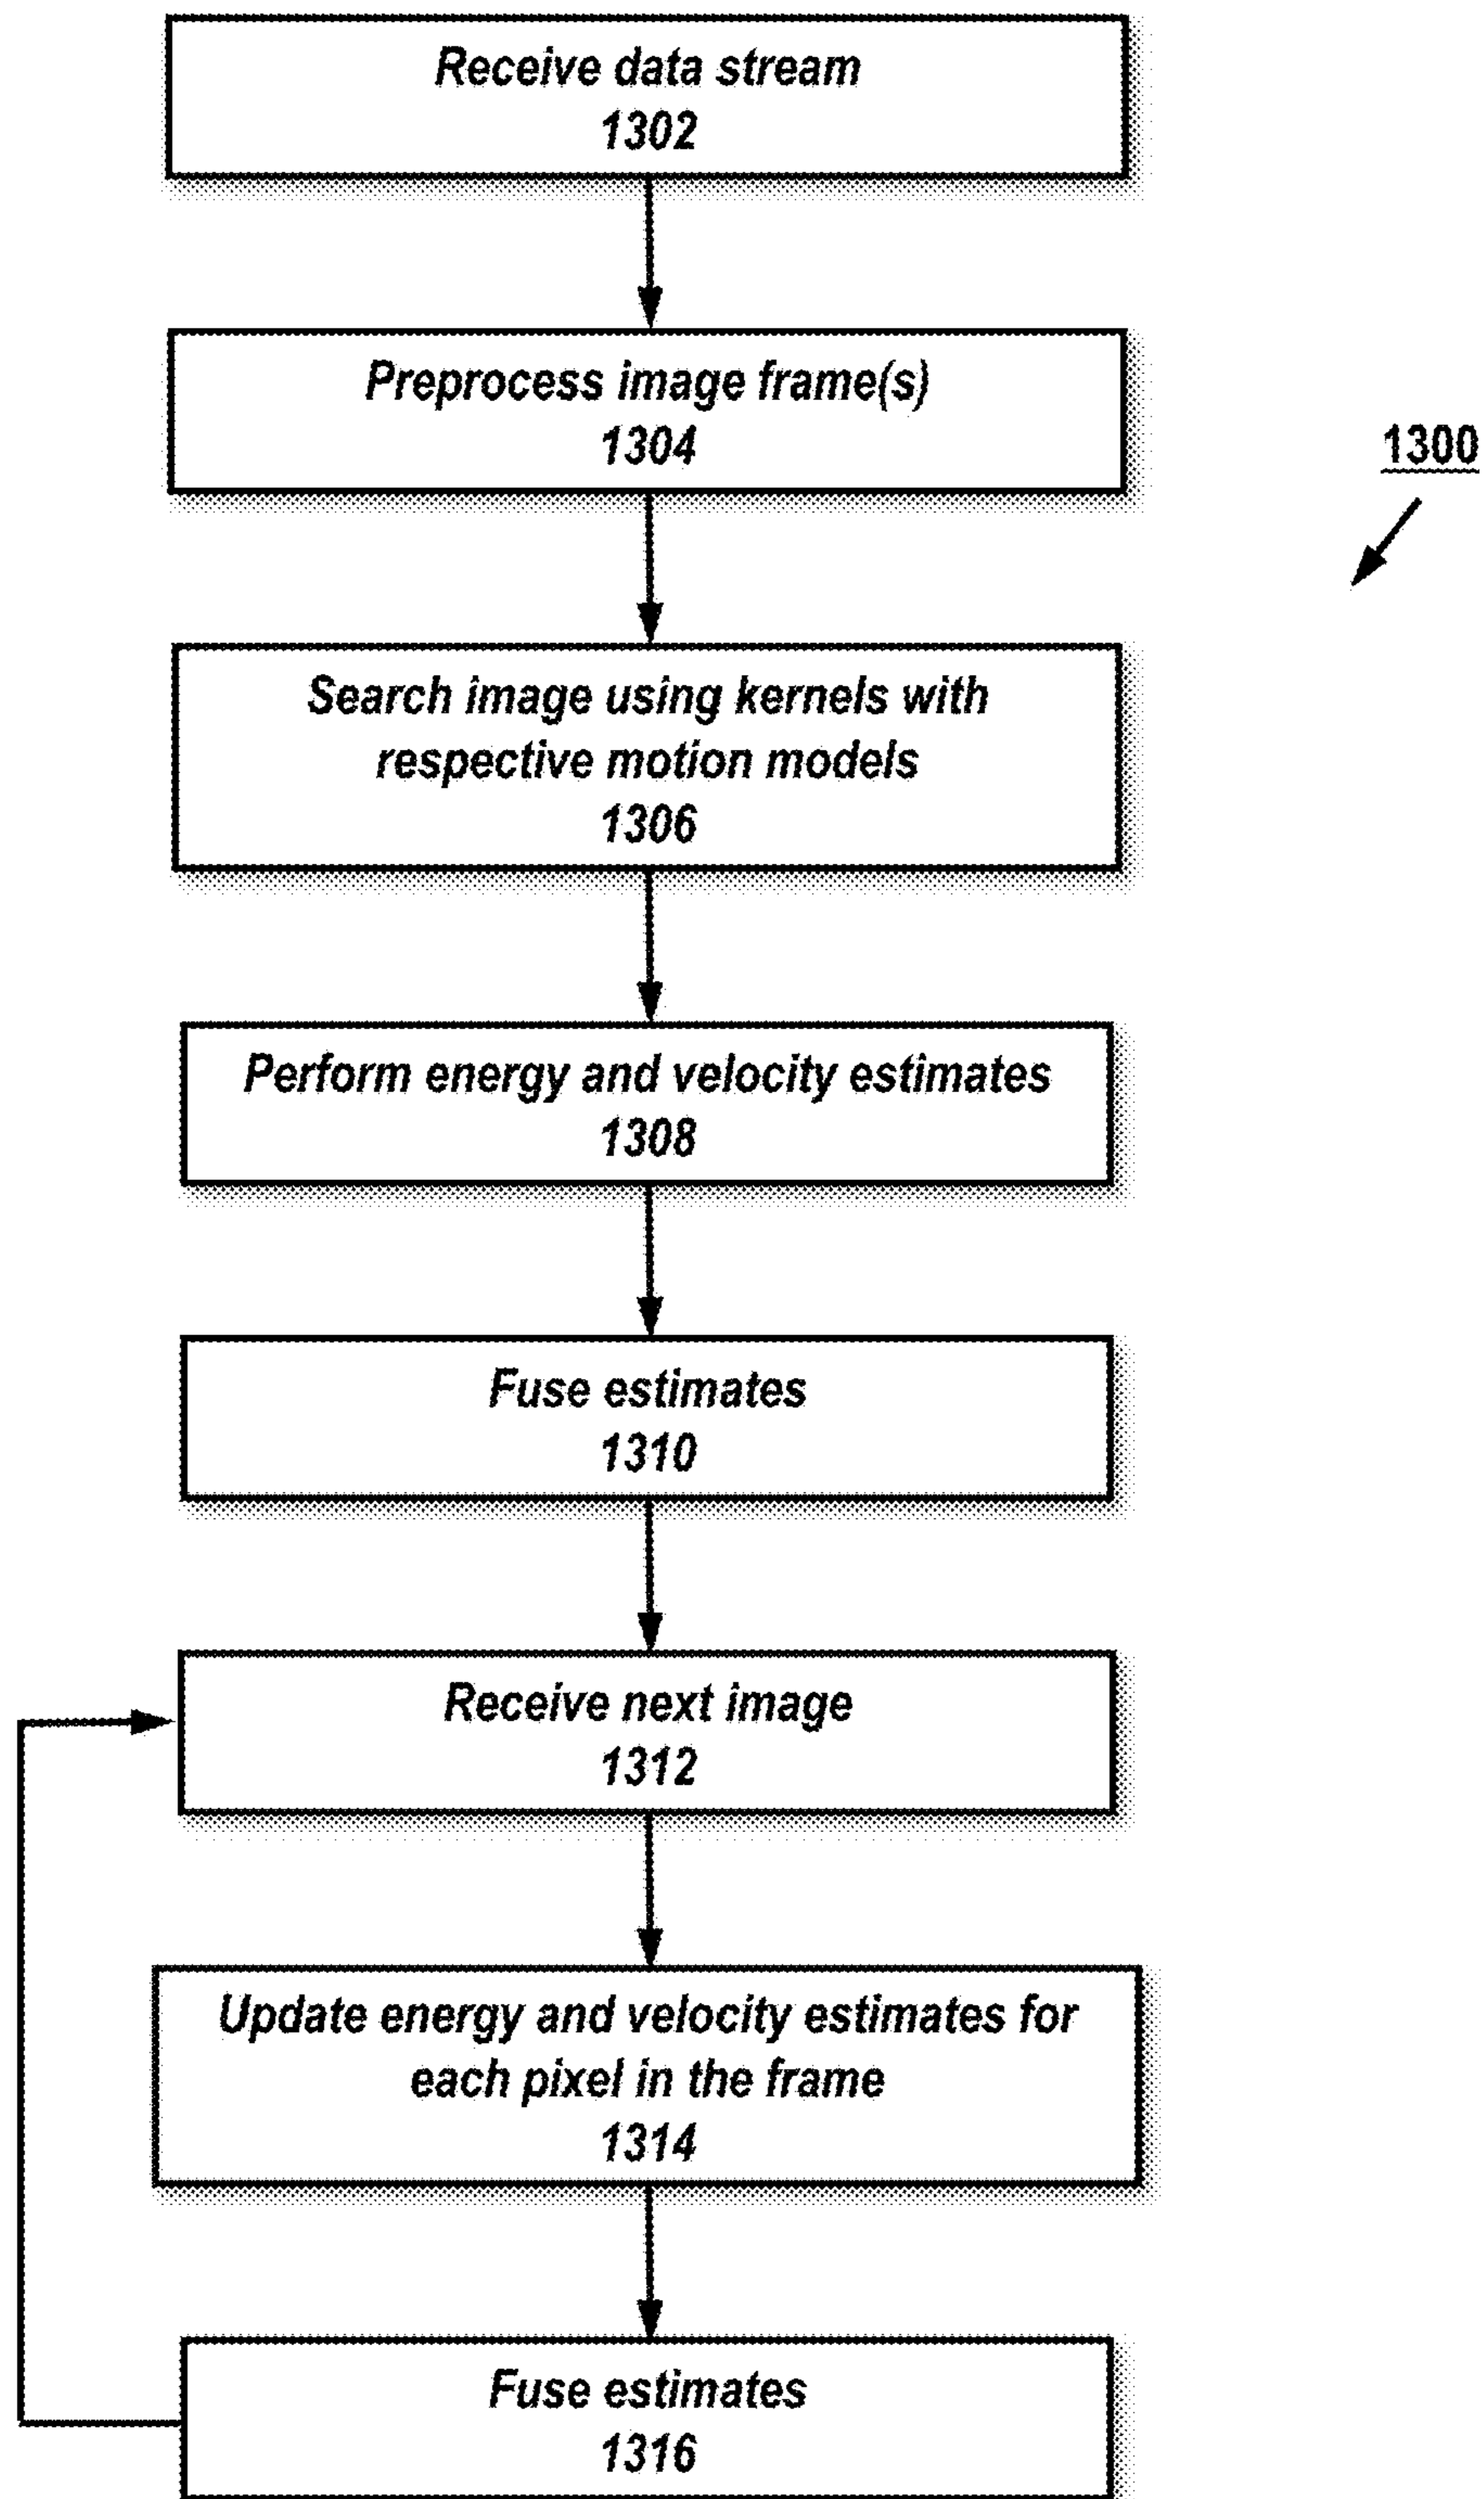 Receive data stream
1302
Preprocess image frame(s)
1304
1300
Search image using kernels with
respective motion models
1306
Perform energy and velocity estimates
1308
Fuse estimates
1310
Receive next image
1312
Update energy and velocity estimates for
each pixel in the frame
1314
Fuse estimates
1316